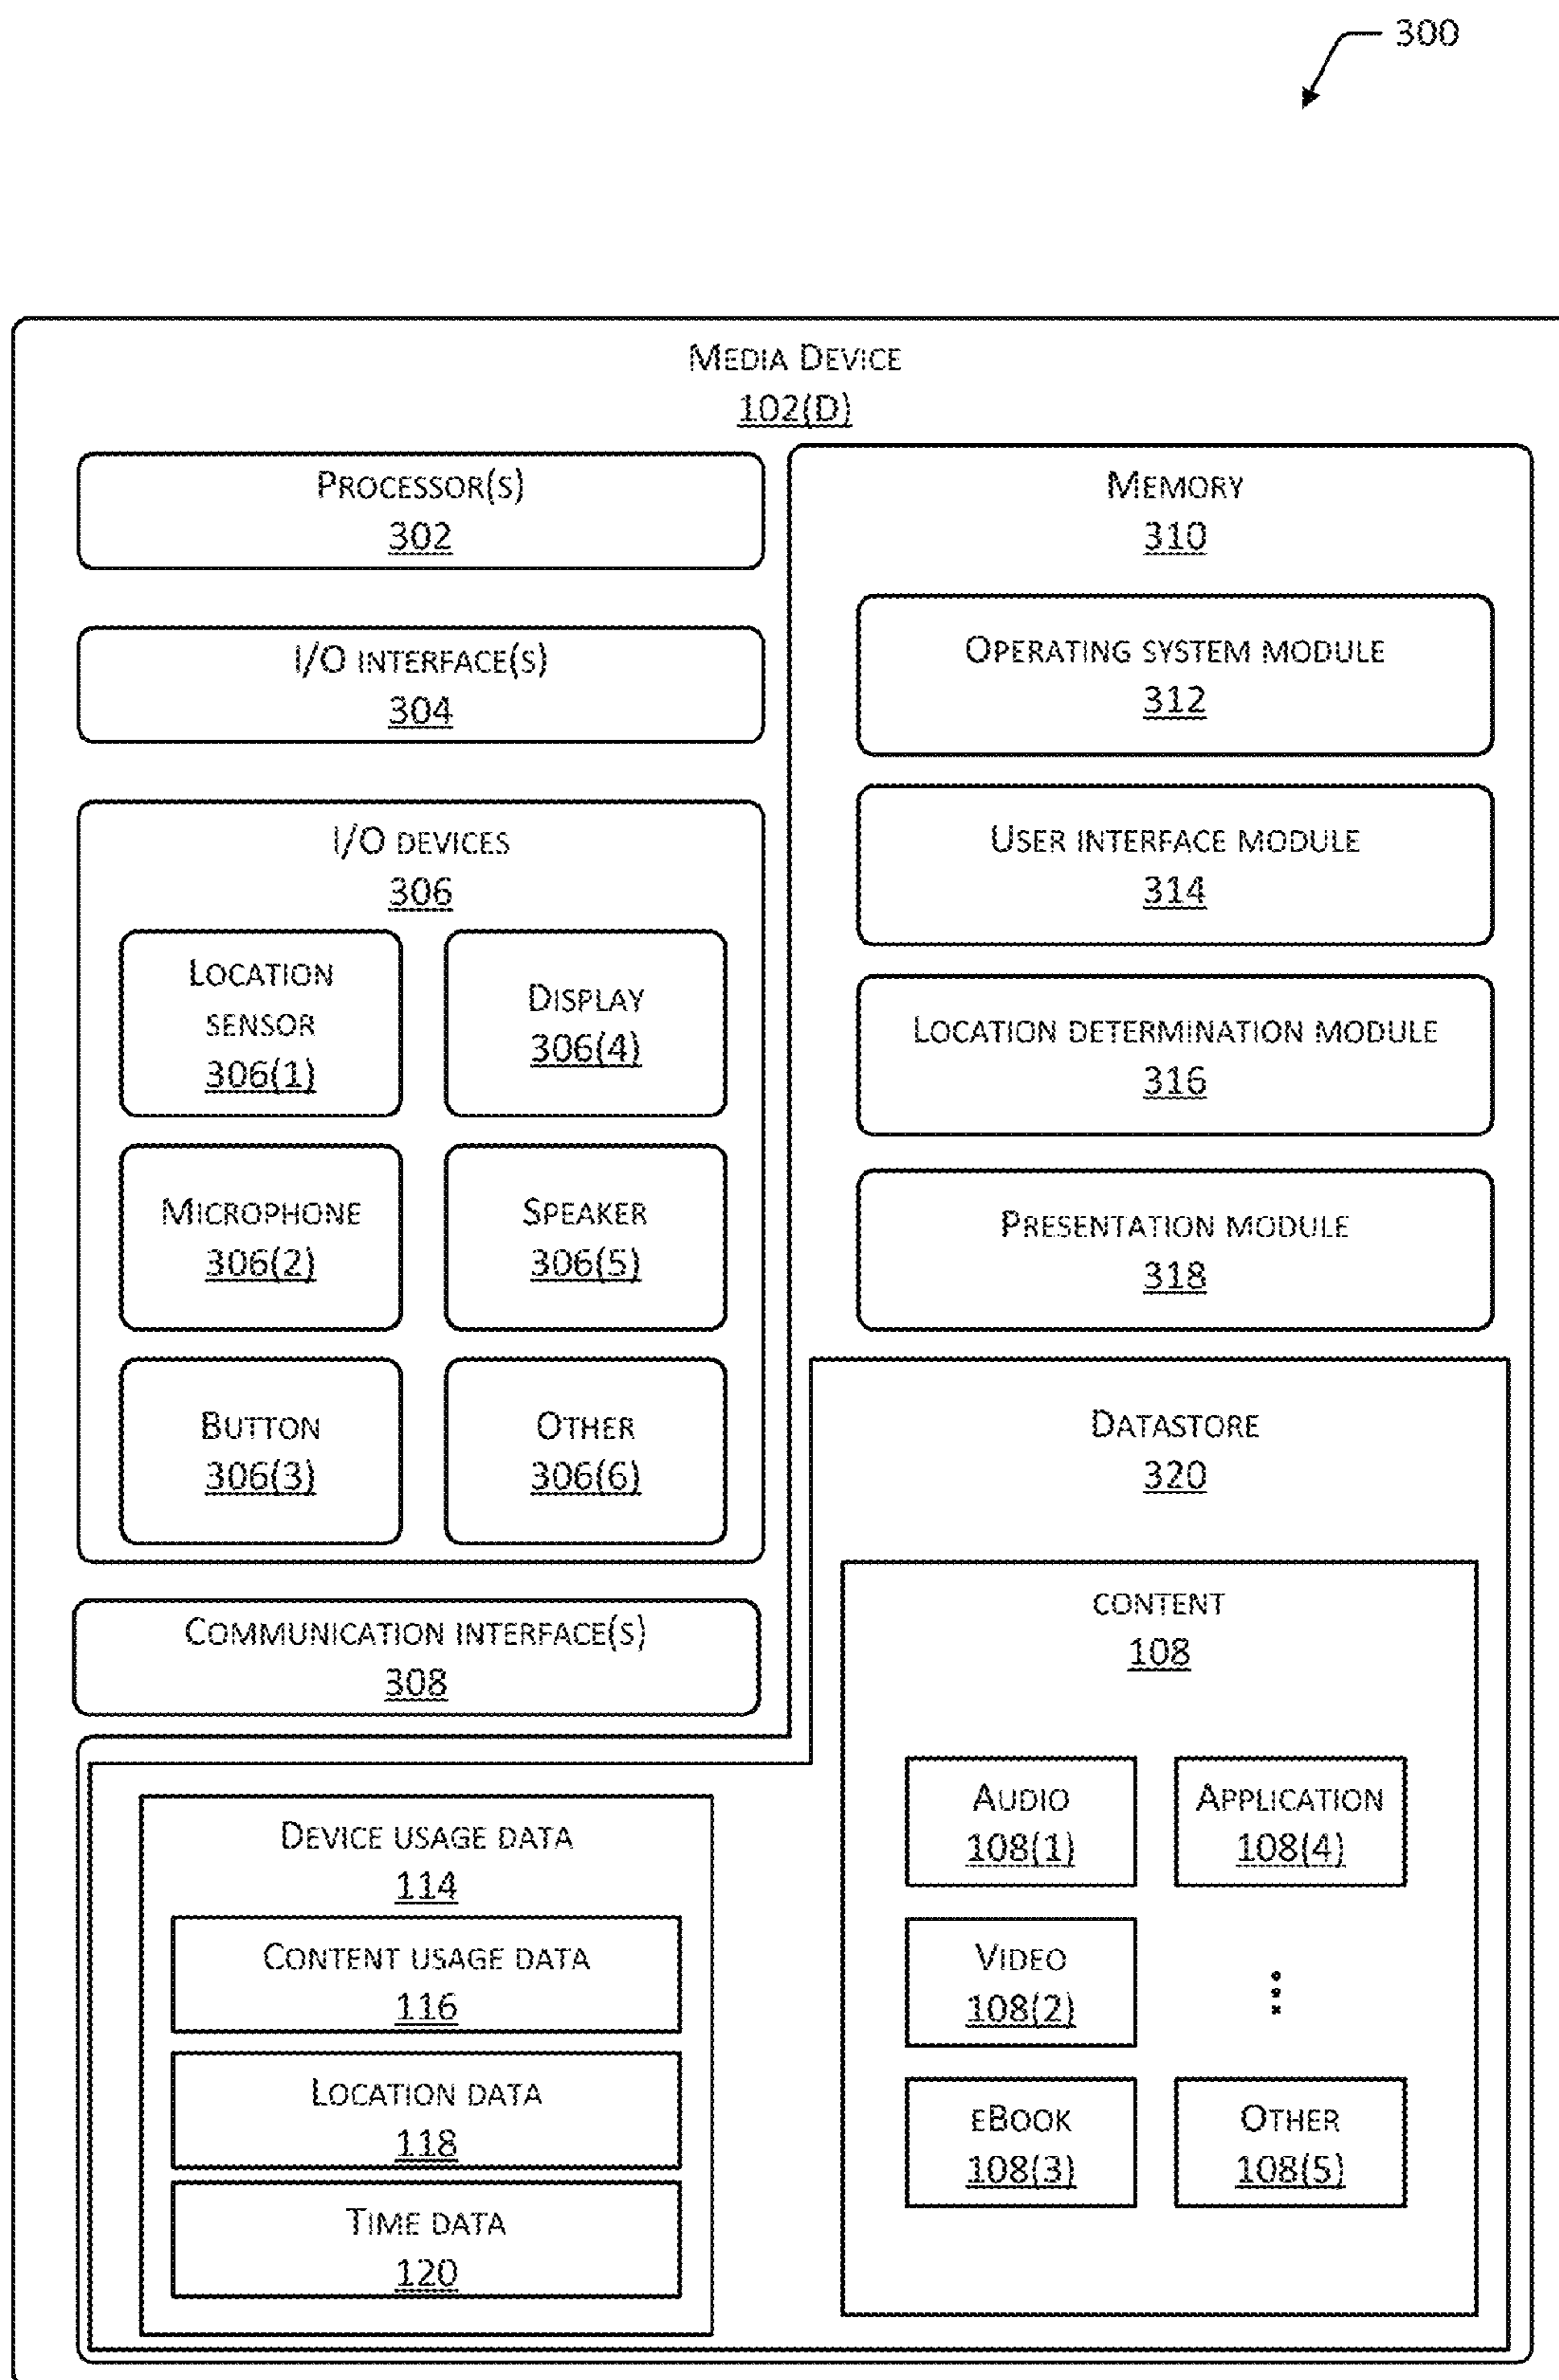 300
Media Device
102(D)
Processor(s)
302
I/O interface(s)
304
I/O devices
306
Location
sensor
306(1)
Display
306(4)
Microphone
306(2)
Speaker
306(5)
Button
306(3)
Other
306(6)
Communication interface(s)
308
Memory
310
Operating system module
312
User interface module
314
Location determination module
316
Presentation module
318
Datastore
320
Device usage data
114
Content usage data
116
Location data
118
Time data
120
content
108
Audio
108(1)
Application
108(4)
Video
108(2)
eBook
108(3)
Other
108(5)